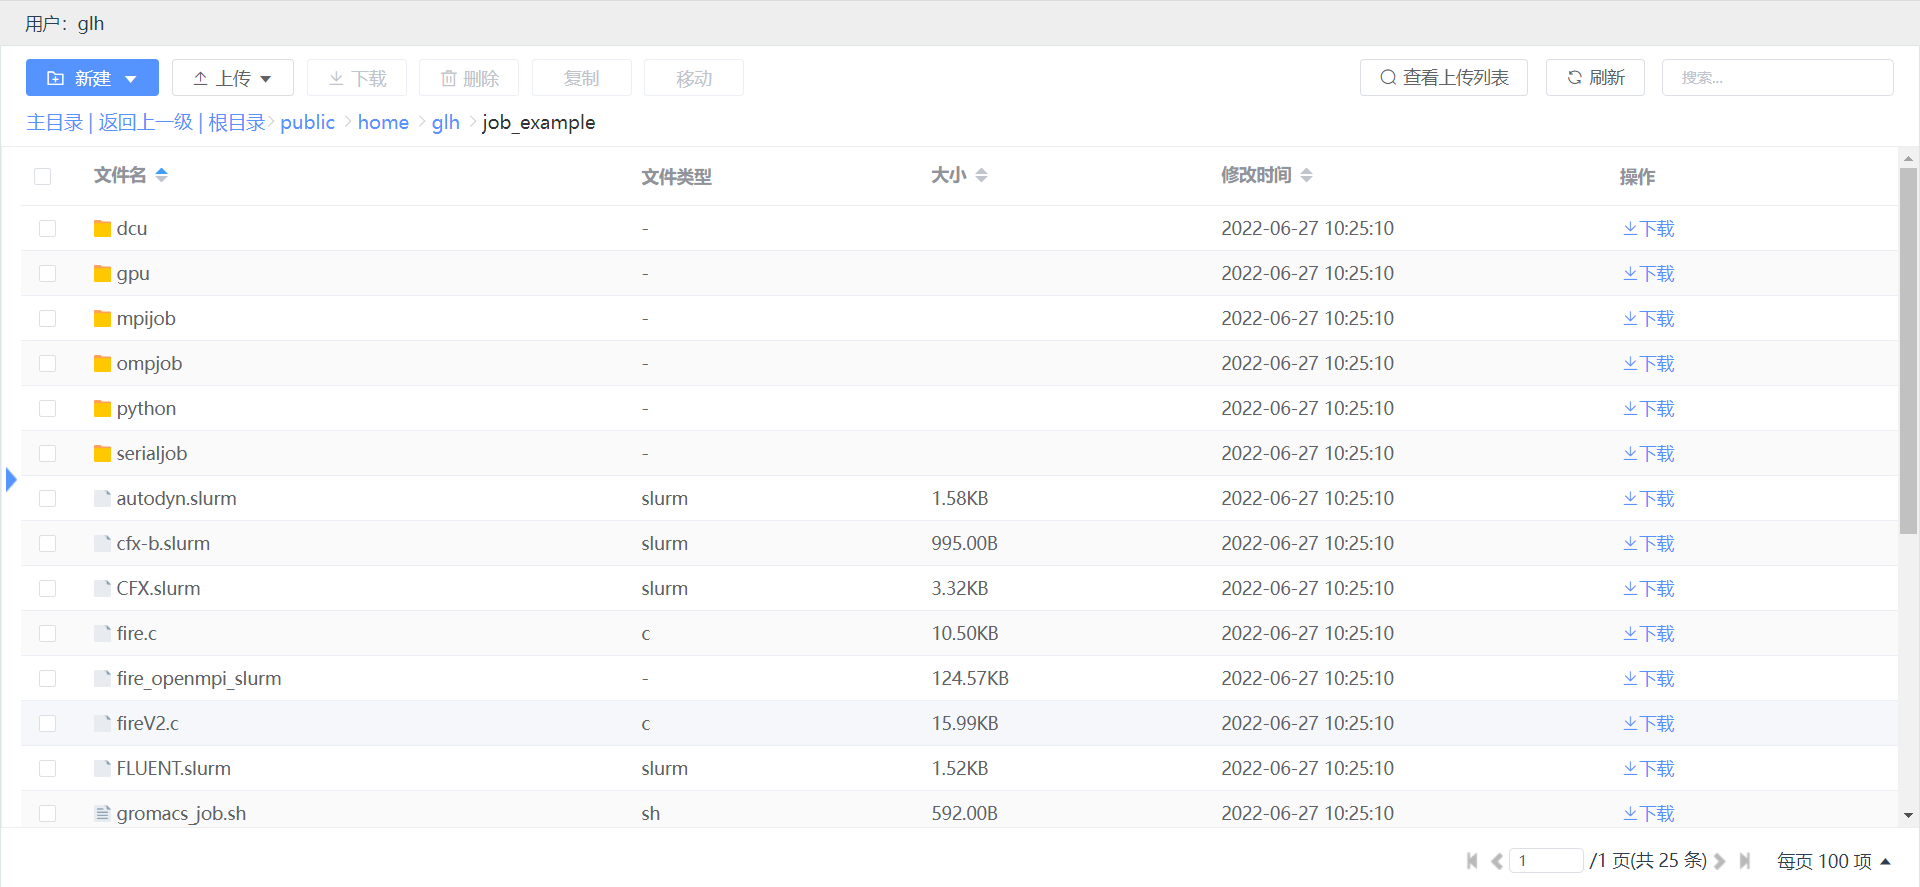 用户：glh
新建 上传 下载 删除 复制 移动 查看上传列表 刷新 搜索...
主目录 | 返回上一级 | 根目录 > public > home > glh > job_example
文件名 文件类型 大小 修改时间 操作
dcu - 2022-06-27 10:25:10 下载
gpu - 2022-06-27 10:25:10 下载
mpijob - 2022-06-27 10:25:10 下载
ompjob - 2022-06-27 10:25:10 下载
python - 2022-06-27 10:25:10 下载
serialjob - 2022-06-27 10:25:10 下载
autodyn.slurm slurm 1.58KB 2022-06-27 10:25:10 下载
cfx-b.slurm slurm 995.00B 2022-06-27 10:25:10 下载
CFX.slurm slurm 3.32KB 2022-06-27 10:25:10 下载
fire.c c 10.50KB 2022-06-27 10:25:10 下载
fire_openmpi_slurm - 124.57KB 2022-06-27 10:25:10 下载
fireV2.c c 15.99KB 2022-06-27 10:25:10 下载
FLUENT.slurm slurm 1.52KB 2022-06-27 10:25:10 下载
gromacs_job.sh sh 592.00B 2022-06-27 10:25:10 下载
1 /1 页(共 25 条) 每页 100 项